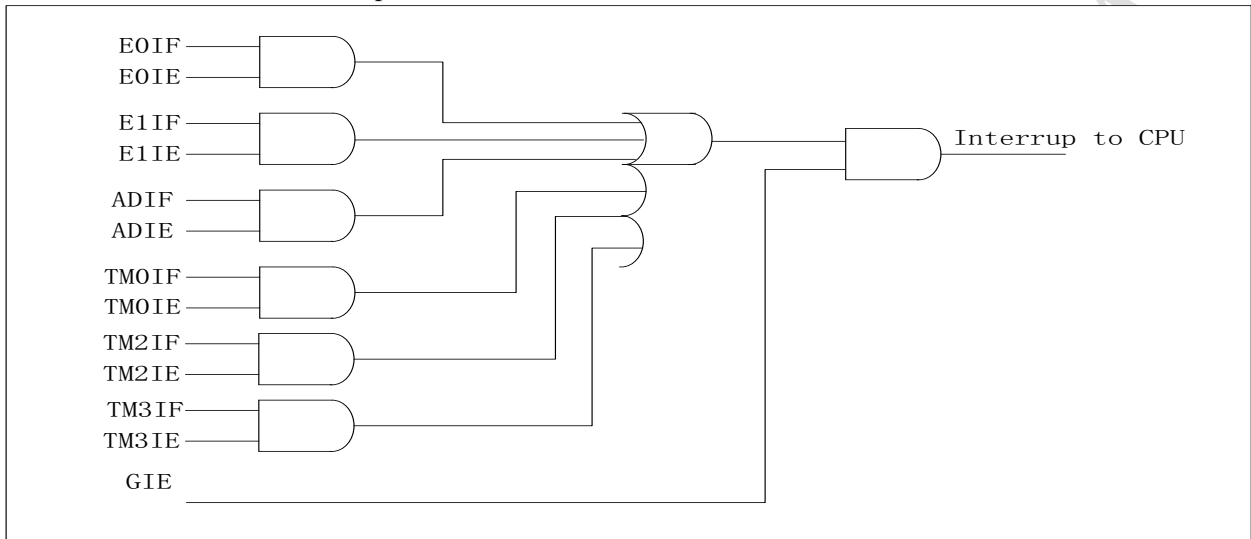 E0IF
E0IE
E1IF
E1IE
Interrup to CPU
ADIF
ADIE
TM0IF
TM0IE
TM2IF
TM2IE
TM3IF
TM3IE
GIE